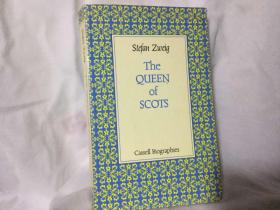 Stefan Zweig
The
QUEEN
of
SCOTS
Cassell Biographies